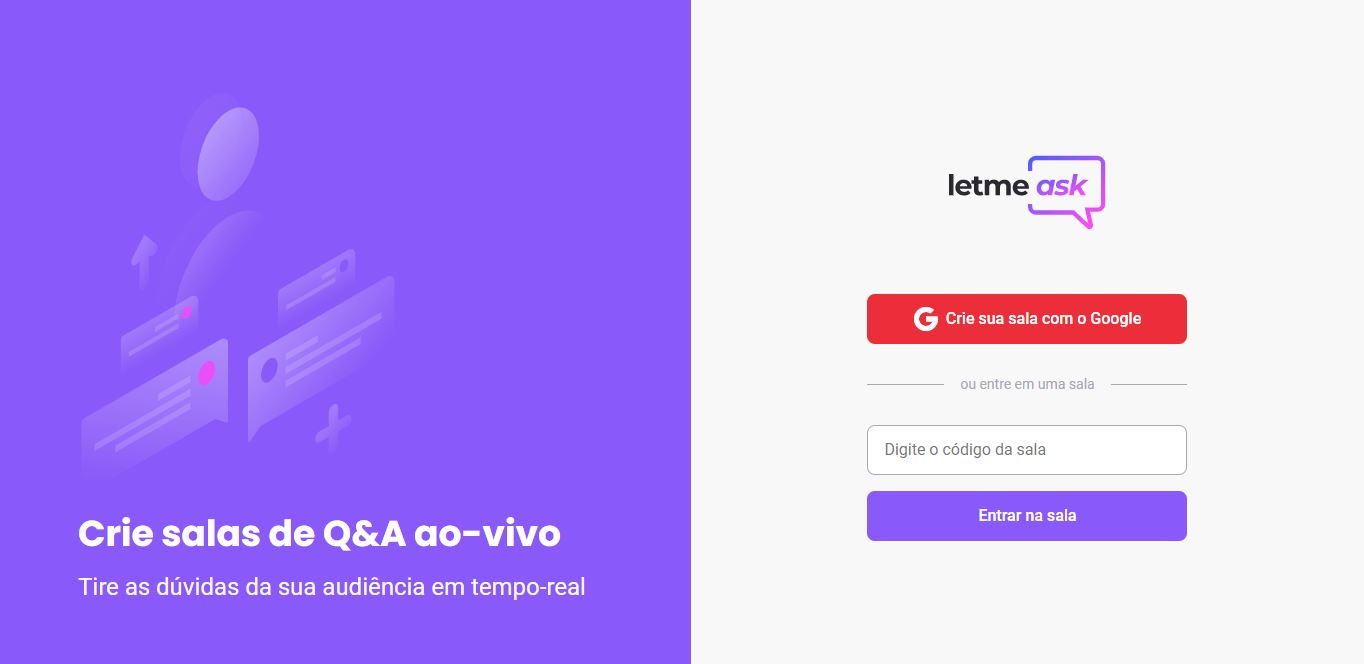 Crie salas de Q&A ao-vivo
Tire as dúvidas da sua audiência em tempo-real
letme ask
Crie sua sala com o Google
ou entre em uma sala
Digite o código da sala
Entrar na sala